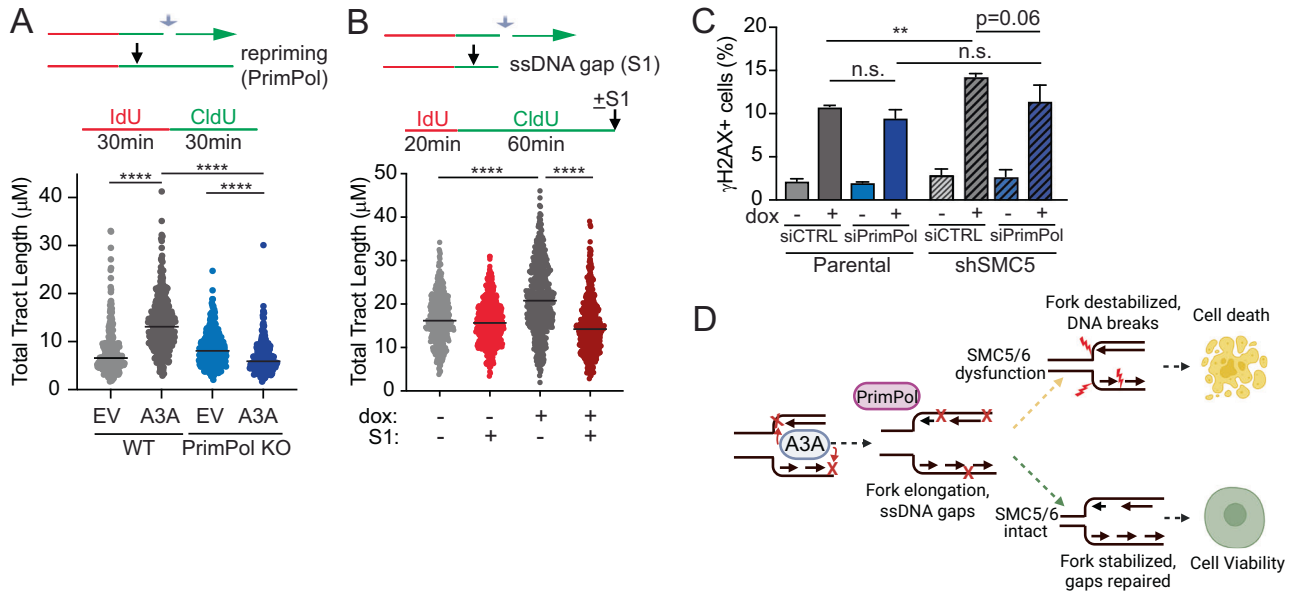 A
repriming
(PrimPol)
IdU
CldU
30min
30min
****
****
****
Total Tract Length (µM)
50
40
30
20
10
0
EV
A3A
EV
A3A
WT
PrimPol KO
B
ssDNA gap (S1)
±S1
IdU
CldU
20min
60min
****
****
Total Tract Length (µM)
50
40
30
20
10
0
dox:
-
-
+
+
S1:
-
+
-
+
C
p=0.06
**
n.s.
n.s.
γH2AX+ cells (%)
20
15
10
5
0
dox
-
+
-
+
-
+
-
+
siCTRL
siPrimPol
siCTRL
siPrimPol
Parental
shSMC5
D
A3A
PrimPol
Fork elongation,
ssDNA gaps
SMC5/6
dysfunction
Fork destabilized,
DNA breaks
Cell death
SMC5/6
intact
Fork stabilized,
gaps repaired
Cell Viability